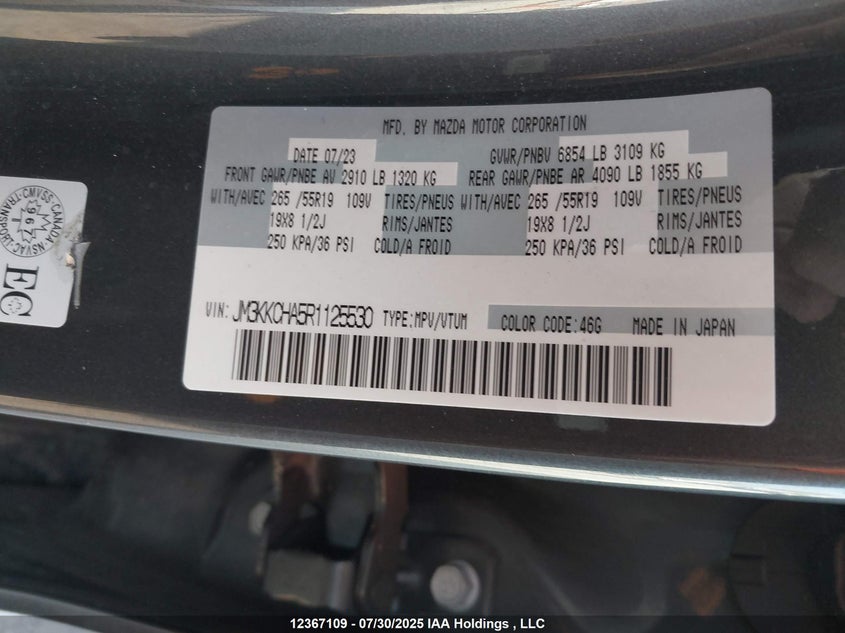 MFD. BY MAZDA MOTOR CORPORATION
DATE 07/23 GVWR/PNBV 6854 LB 3109 KG
FRONT GAWR/PNBE AV 2910 LB 1320 KG REAR GAWR/PNBE AR 4090 LB 1855 KG
WITH/AVEC 265 /55R19 109V TIRES/PNEUS WITH/AVEC 265 /55R19 109V TIRES/PNEUS
19X8 1/2J RIMS/JANTES 19X8 1/2J RIMS/JANTES
250 KPA/36 PSI COLD/A FROID 250 KPA/36 PSI COLD/A FROID
VIN: JM3KKCHA5R1125530 TYPE:MPV/VTUM COLOR CODE:46G MADE IN JAPAN
EC
12367109 - 07/30/2025 IAA Holdings , LLC